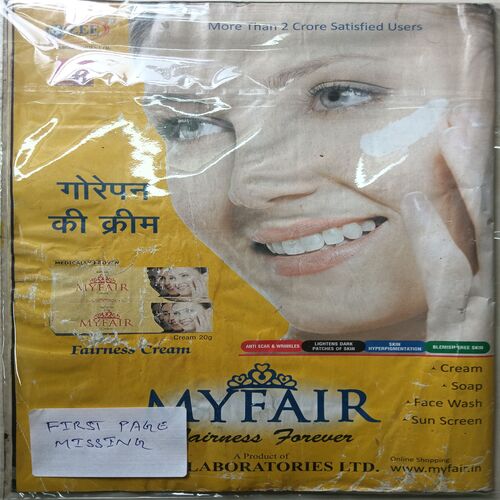 More Than 2 Crore Satisfied Users
गोरेपन
की क्रीम
MYFAIR
MYFAIR
Cream 20g
Fairness Cream
ANTI SCAR & WRINKLES
LIGHTENS DARK
PATCHES OF SKIN
SKIN
HYPERPIGMENTATION
BLEMISH FREE SKIN
Cream
Soap
Face Wash
Sun Screen
MYFAIR
Fairness Forever
A Product of
LABORATORIES LTD.
Online Shopping
www.myfair.in
FIRST PAGE
MISSING